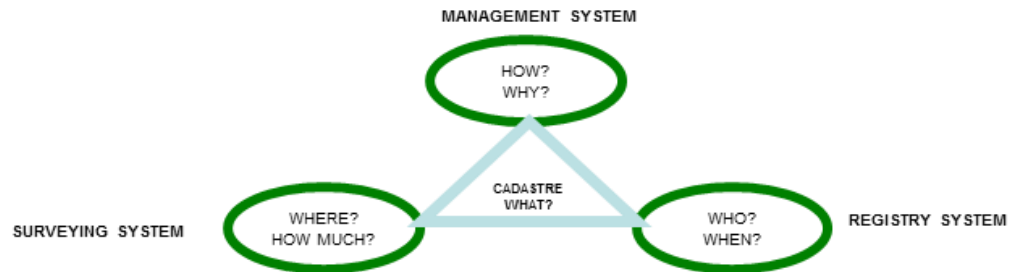 MANAGEMENT SYSTEM
HOW?
WHY?
CADASTRE
WHAT?
SURVEYING SYSTEM
WHERE?
HOW MUCH?
WHO?
WHEN?
REGISTRY SYSTEM